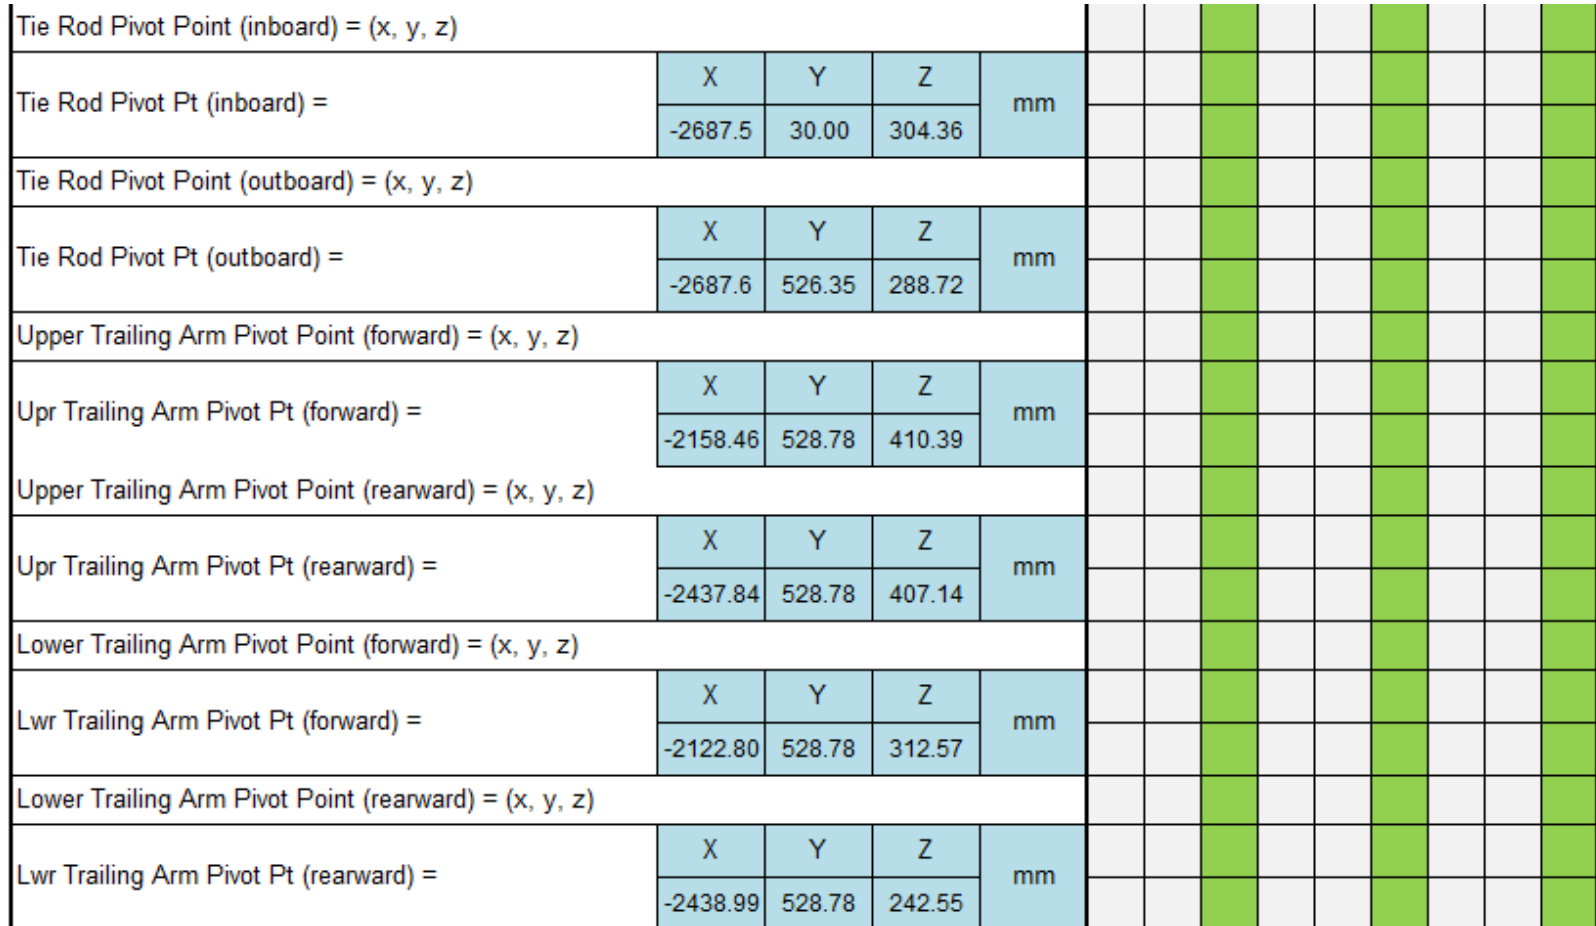 Tie Rod Pivot Point (inboard) = (x, y, z)
X Y Z
Tie Rod Pivot Pt (inboard) = mm
-2687.5 30.00 304.36
Tie Rod Pivot Point (outboard) = (x, y, z)
X Y Z
Tie Rod Pivot Pt (outboard) = mm
-2687.6 526.35 288.72
Upper Trailing Arm Pivot Point (forward) = (x, y, z)
X Y Z
Upr Trailing Arm Pivot Pt (forward) = mm
-2158.46 528.78 410.39
Upper Trailing Arm Pivot Point (rearward) = (x, y, z)
X Y Z
Upr Trailing Arm Pivot Pt (rearward) = mm
-2437.84 528.78 407.14
Lower Trailing Arm Pivot Point (forward) = (x, y, z)
X Y Z
Lwr Trailing Arm Pivot Pt (forward) = mm
-2122.80 528.78 312.57
Lower Trailing Arm Pivot Point (rearward) = (x, y, z)
X Y Z
Lwr Trailing Arm Pivot Pt (rearward) = mm
-2438.99 528.78 242.55